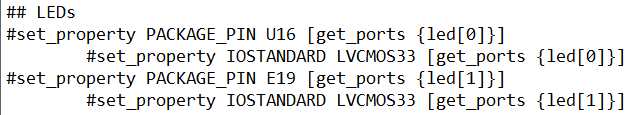 ## LEDs
#set_property PACKAGE_PIN U16 [get_ports {led[0]}]
#set_property IOSTANDARD LVCMOS33 [get_ports {led[0]}]
#set_property PACKAGE_PIN E19 [get_ports {led[1]}]
#set_property IOSTANDARD LVCMOS33 [get_ports {led[1]}]